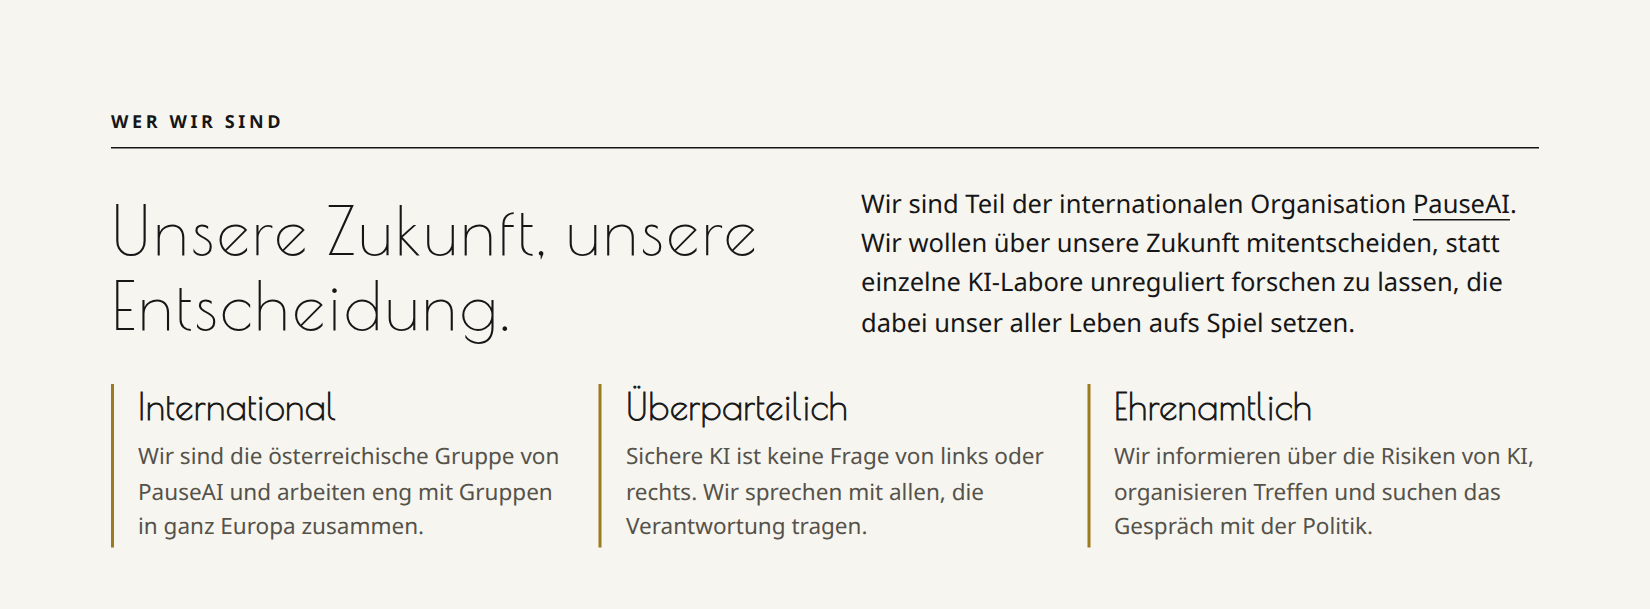 WER WIR SIND
Unsere Zukunft, unsere
Entscheidung.
Wir sind Teil der internationalen Organisation PauseAI.
Wir wollen über unsere Zukunft mitentscheiden, statt
einzelne KI-Labore unreguliert forschen zu lassen, die
dabei unser aller Leben aufs Spiel setzen.
International
Wir sind die österreichische Gruppe von
PauseAI und arbeiten eng mit Gruppen
in ganz Europa zusammen.
Überparteilich
Sichere KI ist keine Frage von links oder
rechts. Wir sprechen mit allen, die
Verantwortung tragen.
Ehrenamtlich
Wir informieren über die Risiken von KI,
organisieren Treffen und suchen das
Gespräch mit der Politik.